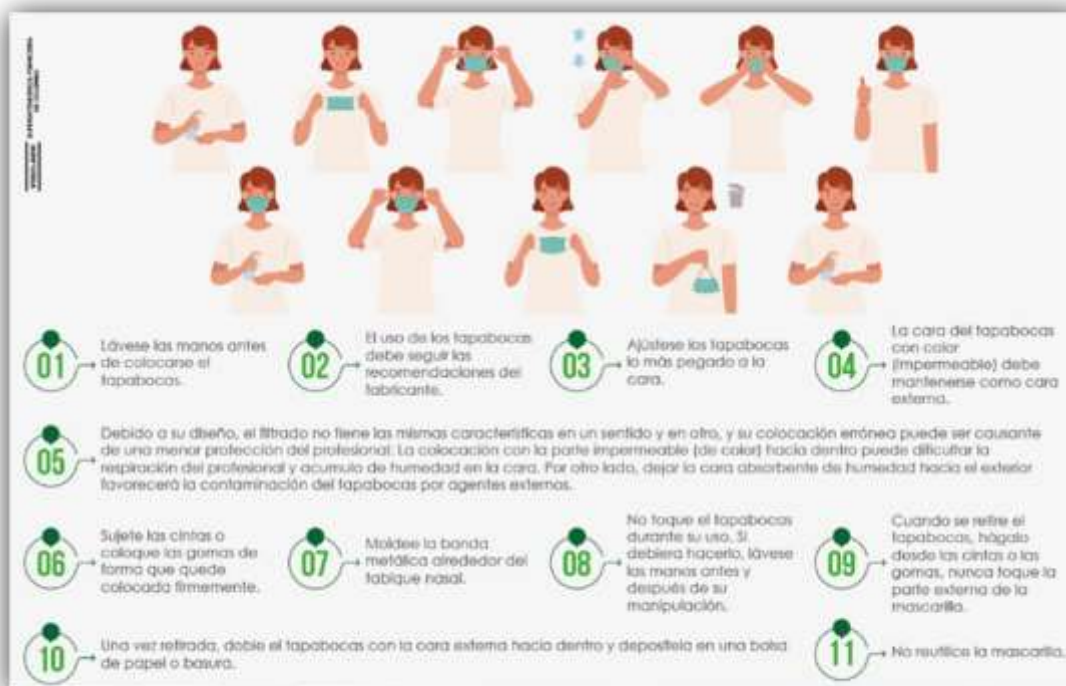 SUPERINTENDENCIA FINANCIERA
DE COLOMBIA
01
Lávese las manos antes
de colocarse el
tapabocas.
02
El uso de los tapabocas
debe seguir las
recomendaciones del
fabricante.
03
Ajústese los tapabocas
lo más pegado a la
cara.
04
La cara del tapabocas
con color
(impermeable) debe
mantenerse como cara
externa.
05
Debido a su diseño, el filtrado no tiene las mismas características en un sentido y en otro, y su colocación errónea puede ser causante
de una menor protección del profesional: La colocación con la parte impermeable (de color) hacia dentro puede dificultar la
respiración del profesional y acumulo de humedad en la cara. Por otro lado, dejar la cara absorbente de humedad hacia el exterior
favorecerá la contaminación del tapabocas por agentes externos.
06
Sujete las cintas o
coloque las gomas de
forma que quede
colocada firmemente.
07
Moldee la banda
metálica alrededor del
tabique nasal.
08
No toque el tapabocas
durante su uso. Si
debiera hacerlo, lávese
las manos antes y
después de su
manipulación.
09
Cuando se retire el
tapabocas, hágalo
desde las cintas o las
gomas, nunca toque la
parte externa de la
mascarilla.
10
Una vez retirada, doble el tapabocas con la cara externa hacia dentro y deposítela en una bolsa
de papel o basura.
11
No reutilice la mascarilla.